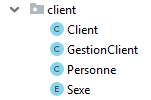 client
C Client
C GestionClient
C Personne
E Sexe